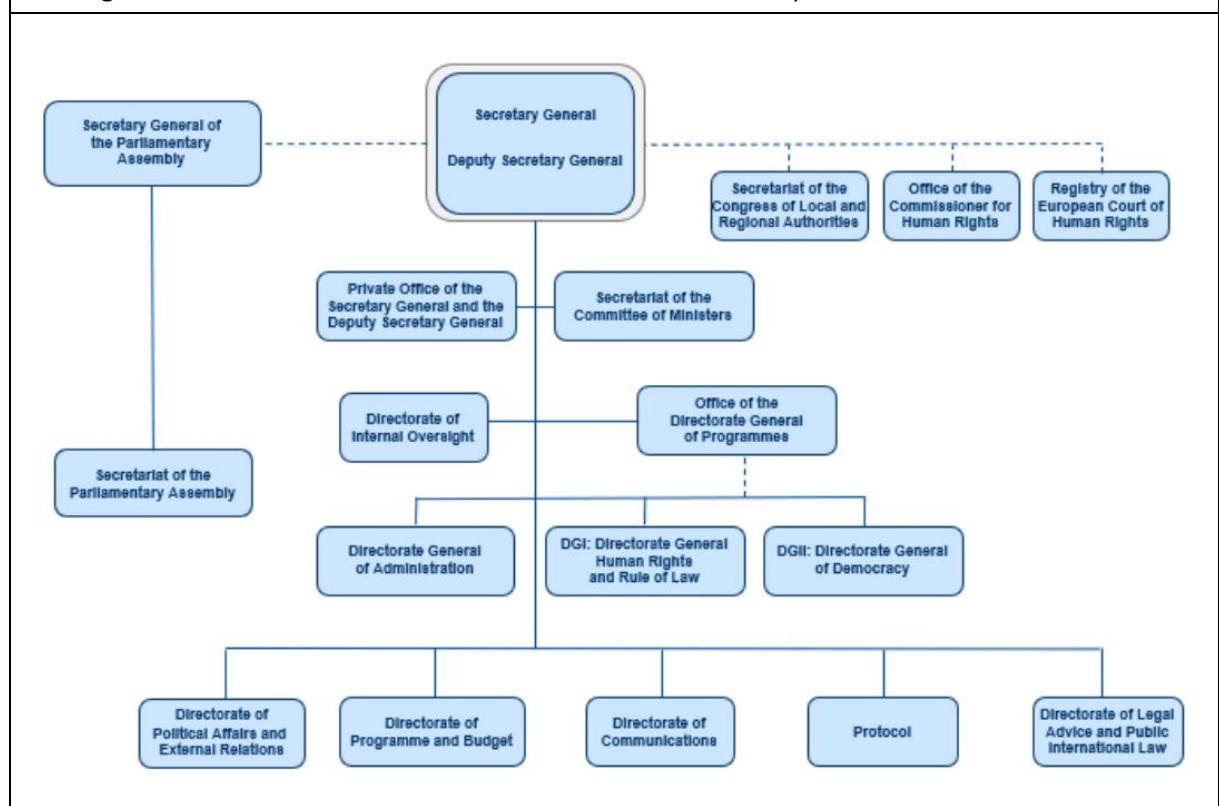 Secretary General
Deputy Secretary General
Secretary General of
the Parliamentary
Assembly
Secretariat of the
Congress of Local and
Regional Authorities
Office of the
Commissioner for
Human Rights
Registry of the
European Court of
Human Rights
Private Office of the
Secretary General and the
Deputy Secretary General
Secretariat of the
Committee of Ministers
Directorate of
Internal Oversight
Office of the
Directorate General
of Programmes
Secretariat of the
Parliamentary Assembly
Directorate General
of Administration
DGI: Directorate General
Human Rights
and Rule of Law
DGII: Directorate General
of Democracy
Directorate of
Political Affairs and
External Relations
Directorate of
Programme and Budget
Directorate of
Communications
Protocol
Directorate of Legal
Advice and Public
International Law